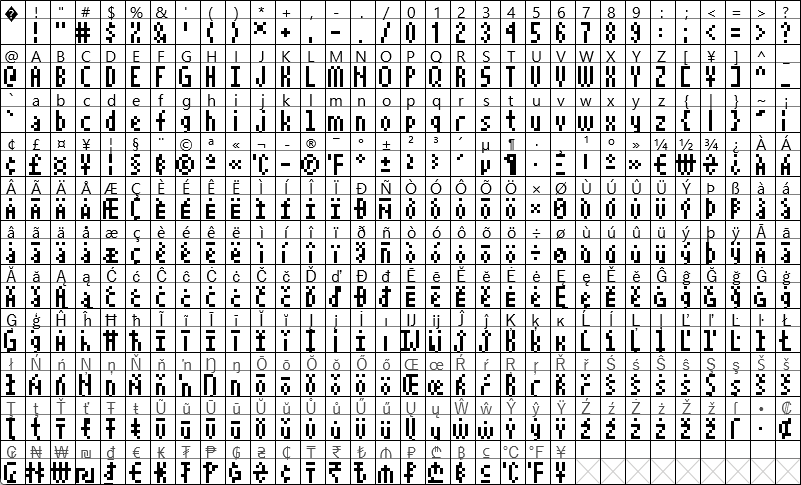 � ! " # $ % & ' ( ) * + , - . / 0 1 2 3 4 5 6 7 8 9 : ; < = > ?
@ A B C D E F G H I J K L M N O P Q R S T U V W X Y Z [ ¥ ] ^ _
` a b c d e f g h i j k l m n o p q r s t u v w x y z { | } ~ ¡
¢ £ ¤ ¥ ¦ § ¨ © ª « ¬ - ® ¯ ° ± ² ³ ´ µ ¶ · ¸ ¹ º » ¼ ½ ¾ ¿ À Á
 à Ä Å Æ Ç È É Ê Ë Ì Í Î Ï Ð Ñ Ò Ó Ô Õ Ö × Ø Ù Ú Û Ü Ý Þ ß à á
â ã ä å æ ç è é ê ë ì í î ï ð ñ ò ó ô õ ö ÷ ø ù ú û ü ý þ ÿ Ā ā
Ă ă Ą ą Ć ć Ĉ ĉ Ċ ċ Č č Ď ď Đ đ Ē ē Ĕ ĕ Ė ė Ę ę Ě ě Ĝ ĝ Ğ ğ Ġ ġ
Ģ ģ Ĥ ĥ Ħ ħ Ĩ ĩ Ī ī Ĭ ĭ Į į İ ı IJ ij Ĵ ĵ Ķ ķ ĸ Ĺ ĺ Ļ ļ Ľ ľ Ŀ ŀ Ł
ł Ń ń Ņ ņ Ň ň ʼn Ŋ ŋ Ō ō Ŏ ŏ Ő ő Œ œ Ŕ ŕ Ŗ ŗ Ř ř Ś ś Ŝ ŝ Ş ş Š š
Ţ ţ Ť ť Ŧ ŧ Ũ ũ Ū ū Ŭ ŭ Ů ů Ű ű Ų ų Ŵ ŵ Ŷ ŷ Ÿ Ź ź Ż ż Ž ž ſ • ₡
₢ ₦ ₩ ₪ ₫ € ₭ ₮ ₱ ₲ ₴ ₵ ₸ ₹ ₺ ₼ ₽ ₾ ₿ ⃀ ℃ ℉ ¥